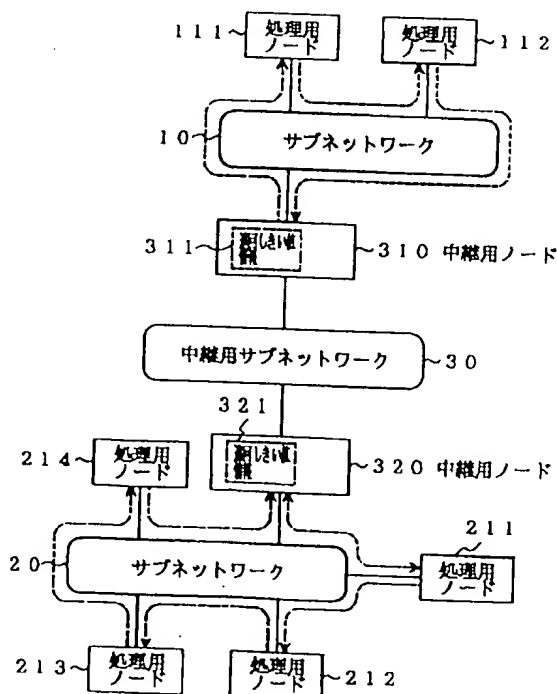 111
処理用
ノード
処理用
ノード
112
10
サブネットワーク
311
しきい値
情報
310 中継用ノード
中継用サブネットワーク
30
321
214
処理用
ノード
しきい値
情報
320 中継用ノード
211
20
サブネットワーク
処理用
ノード
213
処理用
ノード
処理用
ノード
212